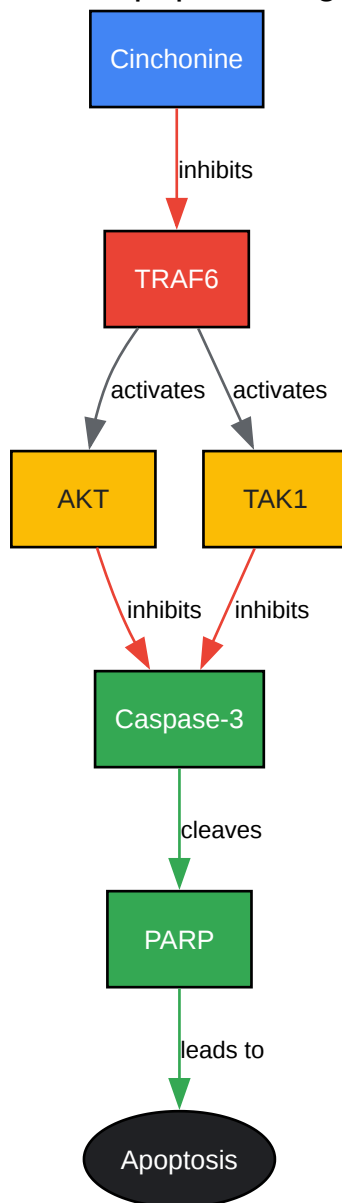 Cinchonine
inhibits
TRAF6
activates
activates
AKT
TAK1
inhibits
inhibits
Caspase-3
cleaves
PARP
leads to
Apoptosis